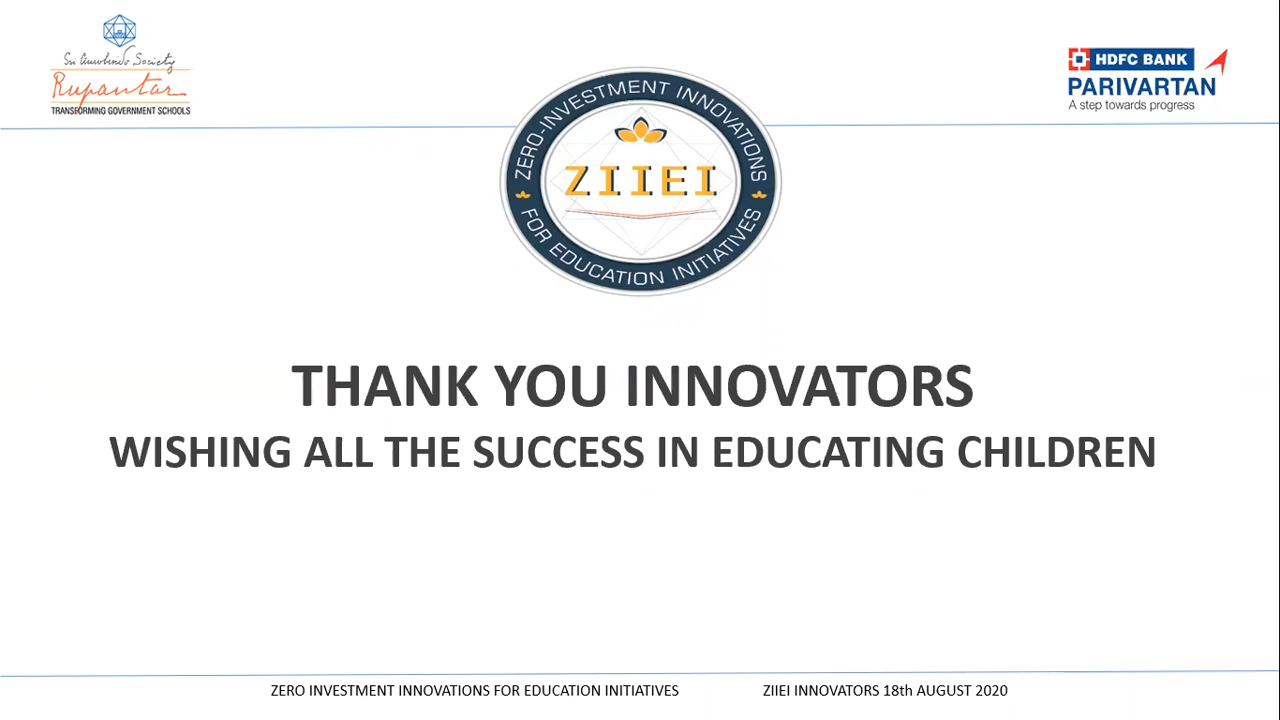 Sri Aurobindo Society
Rupantar
TRANSFORMING GOVERNMENT SCHOOLS
HDFC BANK
PARIVARTAN
A step towards progress
ZERO-INVESTMENT INNOVATIONS
ZIIEI
FOR EDUCATION INITIATIVES
THANK YOU INNOVATORS
WISHING ALL THE SUCCESS IN EDUCATING CHILDREN
ZERO INVESTMENT INNOVATIONS FOR EDUCATION INITIATIVES ZIIEI INNOVATORS 18th AUGUST 2020